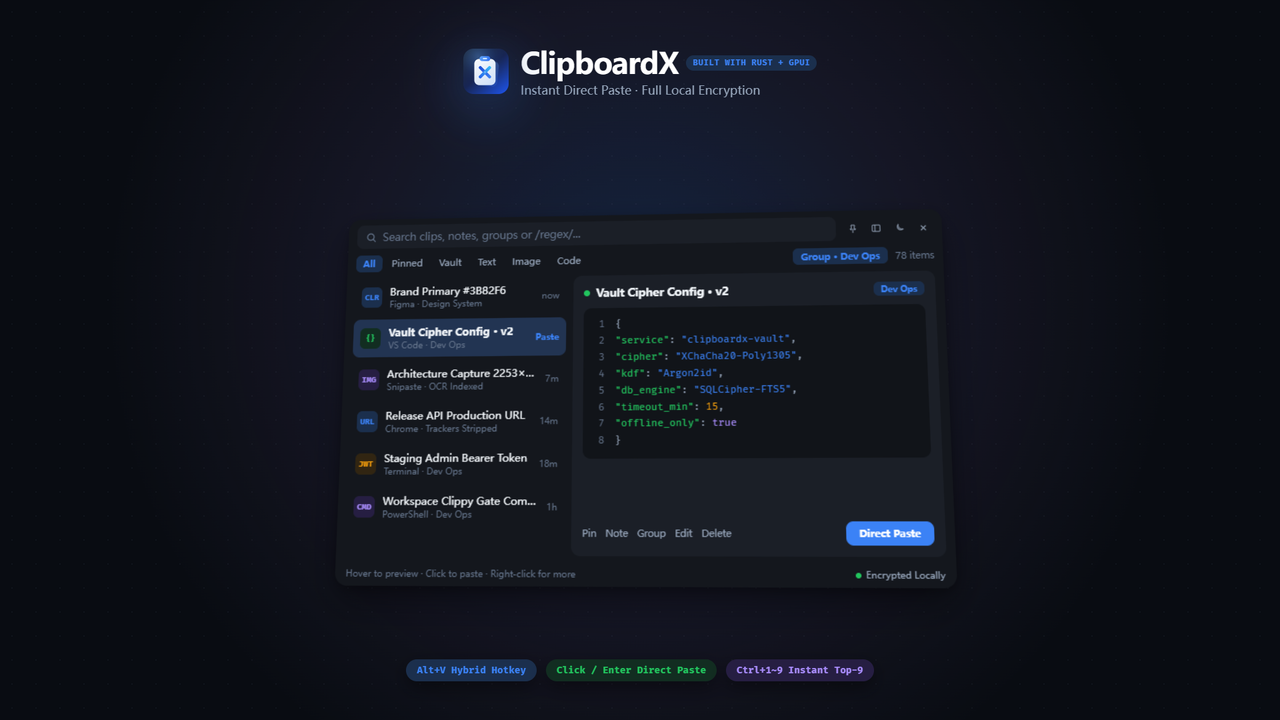 ClipboardX
BUILT WITH RUST + GPUI
Instant Direct Paste · Full Local Encryption
Search clips, notes, groups or /regex/...
All Pinned Vault Text Image Code
Group • Dev Ops 78 items
CLR
Brand Primary #3B82F6
Figma · Design System
now
{}
Vault Cipher Config • v2
VS Code · Dev Ops
Paste
IMG
Architecture Capture 2253×...
Snipaste · OCR Indexed
7m
URL
Release API Production URL
Chrome · Trackers Stripped
14m
JWT
Staging Admin Bearer Token
Terminal · Dev Ops
18m
CMD
Workspace Clippy Gate Com...
PowerShell · Dev Ops
1h
Vault Cipher Config • v2
Dev Ops
1 {
2 "service": "clipboardx-vault",
3 "cipher": "XChaCha20-Poly1305",
4 "kdf": "Argon2id",
5 "db_engine": "SQLCipher-FTS5",
6 "timeout_min": 15,
7 "offline_only": true
8 }
Pin Note Group Edit Delete
Direct Paste
Hover to preview · Click to paste · Right-click for more
Encrypted Locally
Alt+V Hybrid Hotkey
Click / Enter Direct Paste
Ctrl+1~9 Instant Top-9